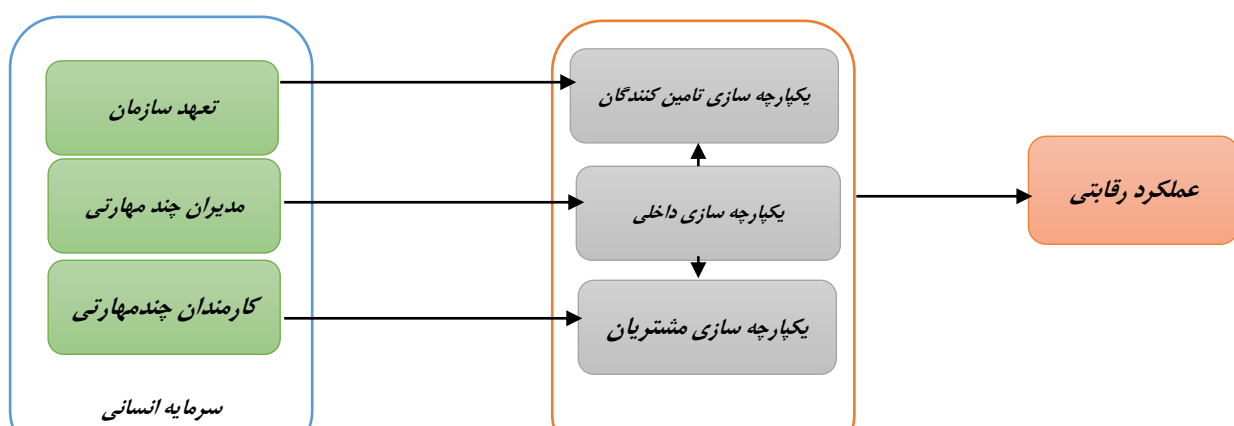 تعهد سازمان
مدیران چند مهارتی
کارمندان چندمهارتی
سرمایه انسانی
یکپارچه سازی تامین کنندگان
یکپارچه سازی داخلی
یکپارچه سازی مشتریان
عملکرد رقابتی